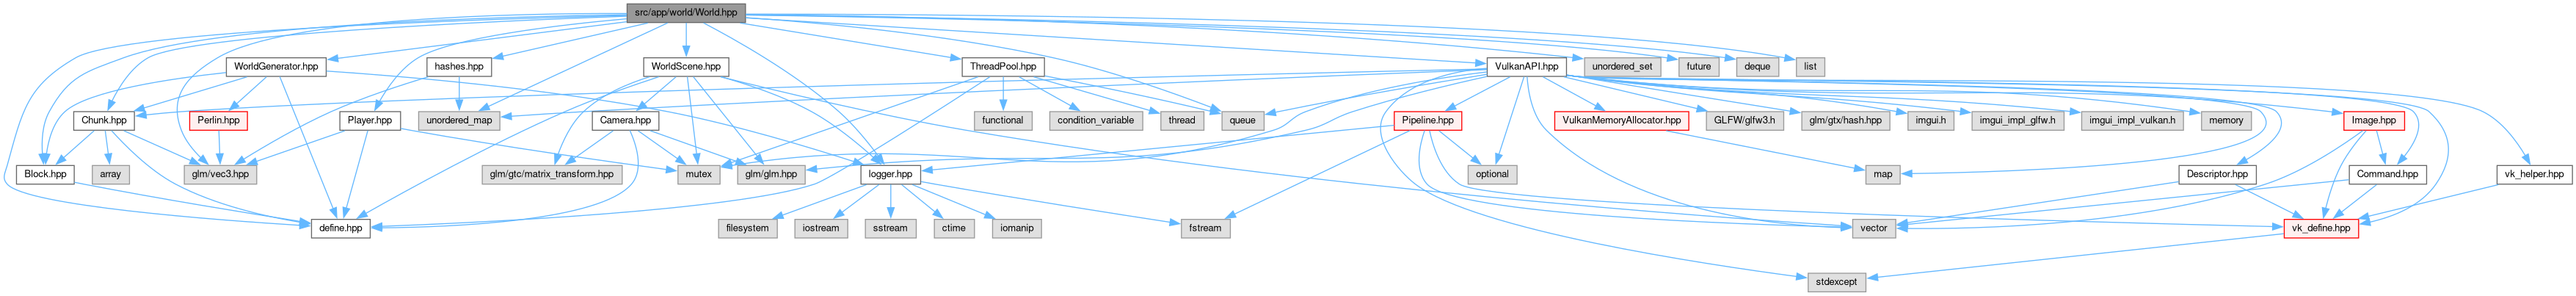 src/app/world/World.hpp
WorldGenerator.hpp
hashes.hpp
WorldScene.hpp
ThreadPool.hpp
VulkanAPI.hpp
unordered_set
future
deque
list
Chunk.hpp
Perlin.hpp
Player.hpp
unordered_map
Camera.hpp
functional
condition_variable
thread
queue
Pipeline.hpp
VulkanMemoryAllocator.hpp
GLFW/glfw3.h
glm/gtx/hash.hpp
imgui.h
imgui_impl_glfw.h
imgui_impl_vulkan.h
memory
Image.hpp
Block.hpp
array
glm/vec3.hpp
glm/gtc/matrix_transform.hpp
mutex
glm/glm.hpp
logger.hpp
optional
map
Descriptor.hpp
Command.hpp
vk_helper.hpp
define.hpp
filesystem
iostream
sstream
ctime
iomanip
fstream
vector
vk_define.hpp
stdexcept